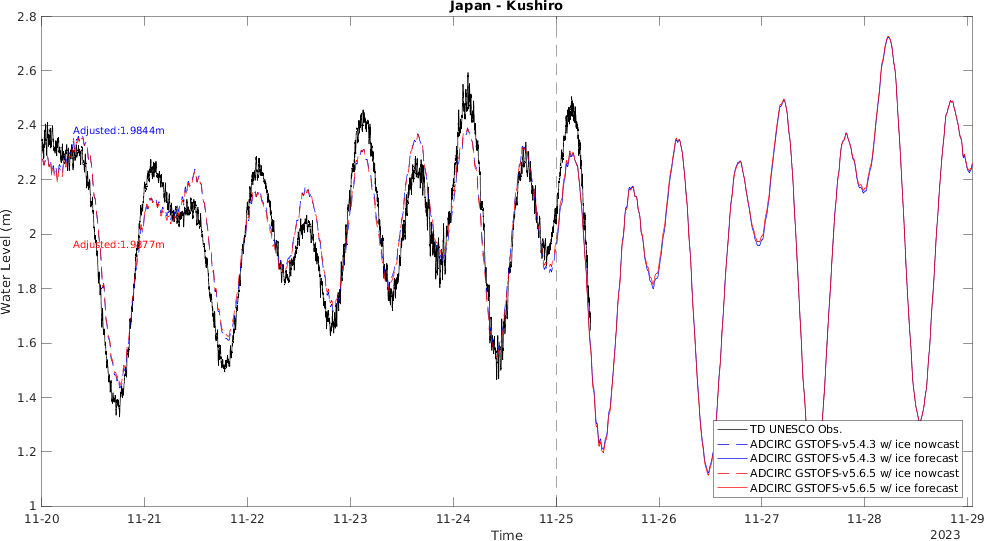 Japan - Kushiro
2.8
2.6
2.4
2.2
2
1.8
1.6
1.4
1.2
1
Water Level (m)
Adjusted:1.9844m
Adjusted:1.9877m
TD UNESCO Obs.
ADCIRC GSTOFS-v5.4.3 w/ ice nowcast
ADCIRC GSTOFS-v5.4.3 w/ ice forecast
ADCIRC GSTOFS-v5.6.5 w/ ice nowcast
ADCIRC GSTOFS-v5.6.5 w/ ice forecast
11-20 11-21 11-22 11-23 11-24 11-25 11-26 11-27 11-28 11-29
Time
2023